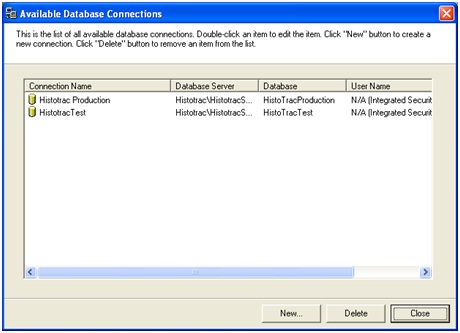 Available Database Connections
This is the list of all available database connections. Double-click an item to edit the item. Click "New" button to create a
new connection. Click "Delete" button to remove an item from the list.
Connection Name Database Server Database User Name
Histotrac Production Histotrac\HistotracS... HistoTracProduction N/A (Integrated Securit
HistotracTest Histotrac\HistotracS... HistoTracTest N/A (Integrated Securit
New... Delete Close